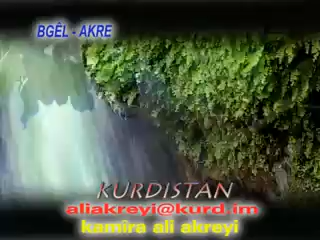 BGÊL - AKRE
KURDISTAN
aliakreyi@kurd.im
kamira ali akreyi